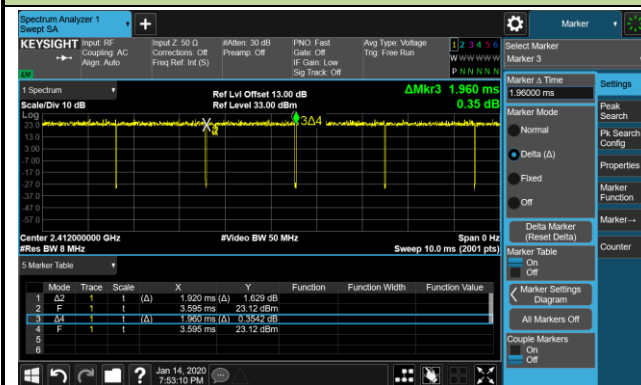 Spectrum Analyzer 1
Swept SA
+
Marker
KEYSIGHT Input: RF
Coupling: AC
Align: Auto
Input Z: 50 Ω
Corrections: Off
Freq Ref: Int (S)
#Atten: 30 dB
Preamp: Off
PNO: Fast
Gate: Off
IF Gain: Low
Sig Track: Off
Avg Type: Voltage
Trig: Free Run
1 2 3 4 5 6
W W W W W W
P N N N N N
Select Marker
Marker 3
1 Spectrum
Scale/Div 10 dB
Log
Ref Lvl Offset 13.00 dB
Ref Level 33.00 dBm
ΔMkr3 1.960 ms
0.35 dB
23.0
13.0
3.00
-7.00
-17.0
-27.0
-37.0
-47.0
-57.0
3Δ4
Center 2.412000000 GHz
#Res BW 8 MHz
#Video BW 50 MHz
Span 0 Hz
Sweep 10.0 ms (2001 pts)
5 Marker Table
Mode Trace Scale X Y Function Function Width Function Value
1 Δ2 1 t (Δ) 1.920 ms (Δ) 1.629 dB
2 F 1 t 3.595 ms 23.12 dBm
3 Δ4 1 t (Δ) 1.960 ms (Δ) 0.3542 dB
4 F 1 t 3.595 ms 23.12 dBm
5
6
Marker Δ Time
1.96000 ms
Marker Mode
Normal
Delta (Δ)
Fixed
Off
Delta Marker
(Reset Delta)
Marker Table
On
Off
Marker Settings
Diagram
All Markers Off
Couple Markers
On
Off
Settings
Peak
Search
Pk Search
Config
Properties
Marker
Function
Marker→
Counter
?
Jan 14, 2020
7:53:10 PM